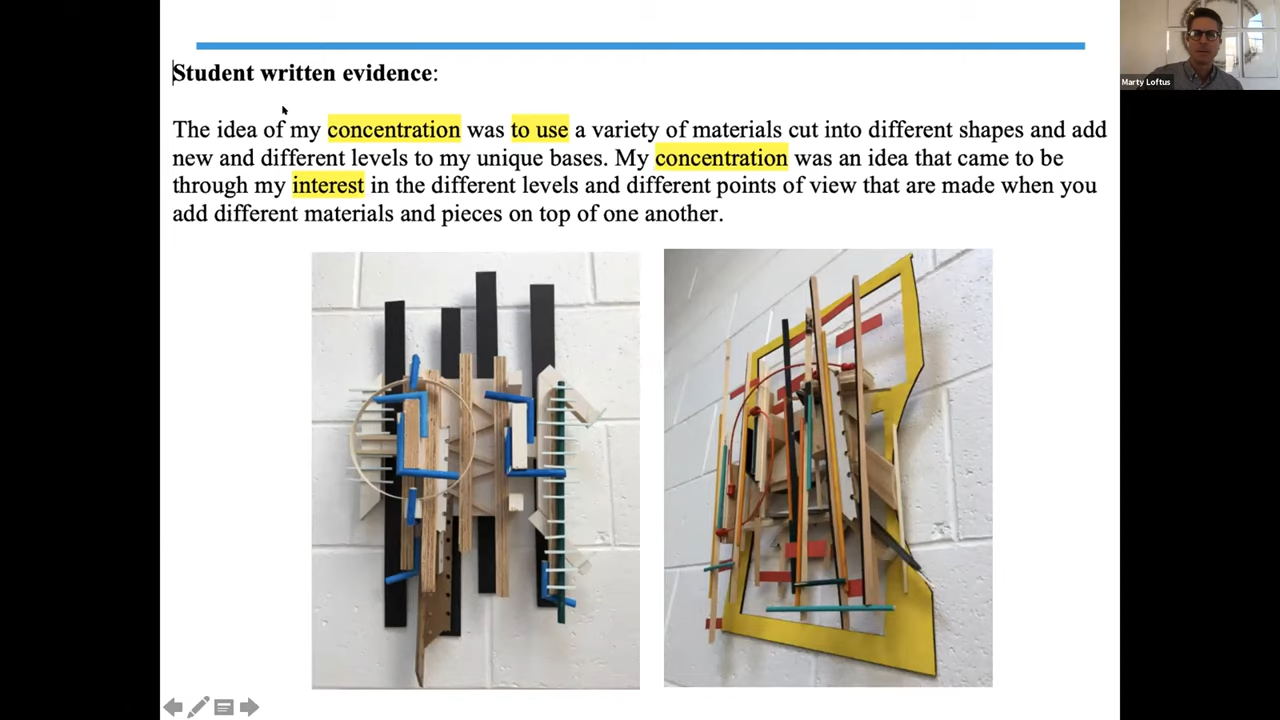 Student written evidence:
The idea of my concentration was to use a variety of materials cut into different shapes and add
new and different levels to my unique bases. My concentration was an idea that came to be
through my interest in the different levels and different points of view that are made when you
add different materials and pieces on top of one another.
Marty Loftus